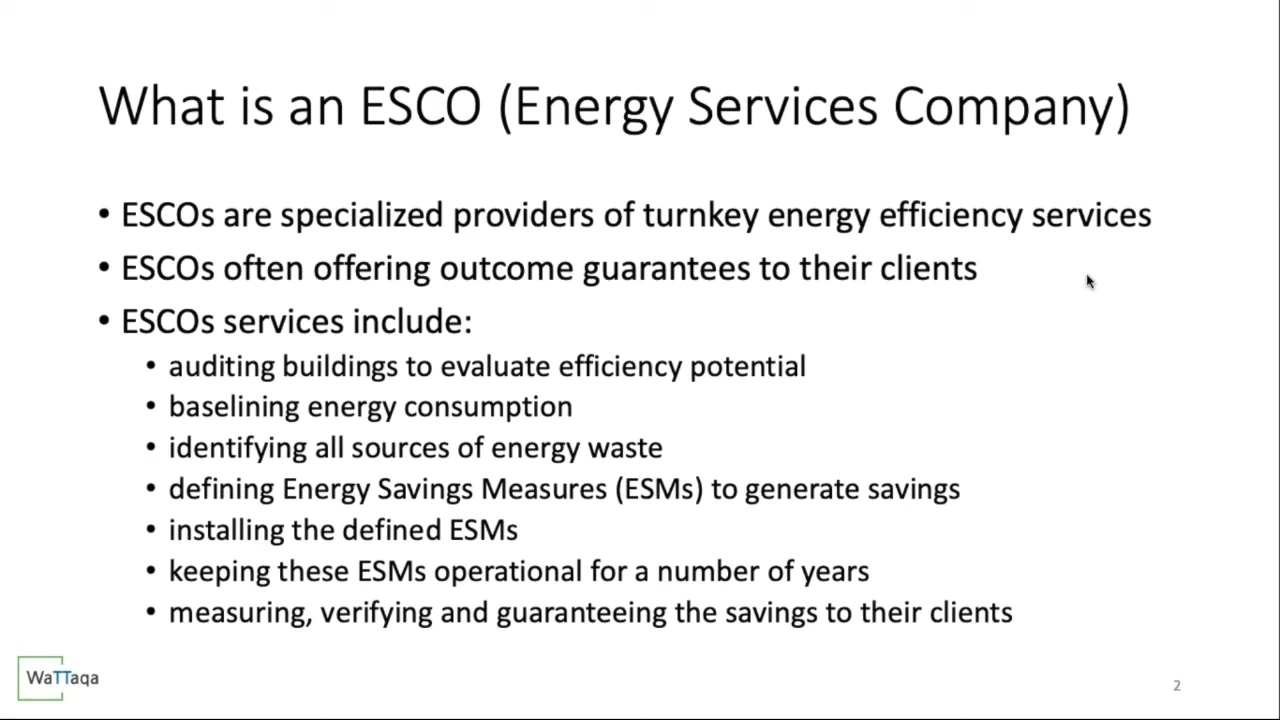 What is an ESCO (Energy Services Company)
• ESCOs are specialized providers of turnkey energy efficiency services
• ESCOs often offering outcome guarantees to their clients
• ESCOs services include:
• auditing buildings to evaluate efficiency potential
• baselining energy consumption
• identifying all sources of energy waste
• defining Energy Savings Measures (ESMs) to generate savings
• installing the defined ESMs
• keeping these ESMs operational for a number of years
• measuring, verifying and guaranteeing the savings to their clients
WaTTaqa
2